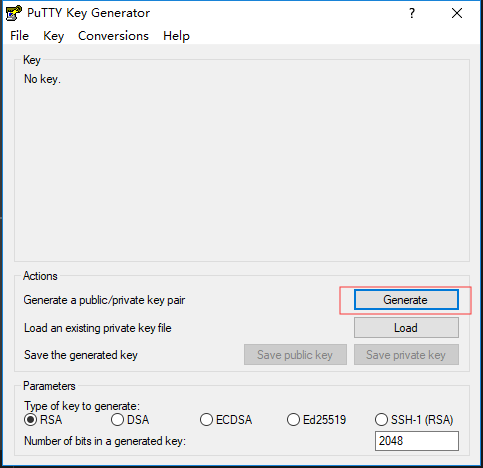 PuTTY Key Generator
File Key Conversions Help
Key
No key.
Actions
Generate a public/private key pair Generate
Load an existing private key file Load
Save the generated key Save public key Save private key
Parameters
Type of key to generate:
RSA DSA ECDSA Ed25519 SSH-1 (RSA)
Number of bits in a generated key: 2048